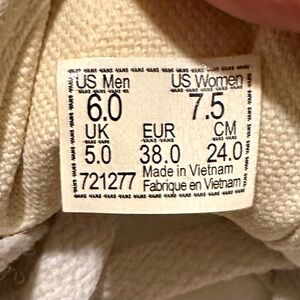 US Men US Women
6.0 7.5
UK EUR CM
5.0 38.0 24.0
721277 Made in Vietnam
Fabrique en Vietnam